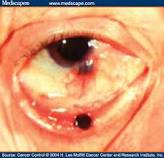 Medscape® www.medscape.com
Source: Cancer Control © 2004 H. Lee Moffitt Cancer Center and Research Institute, Inc.